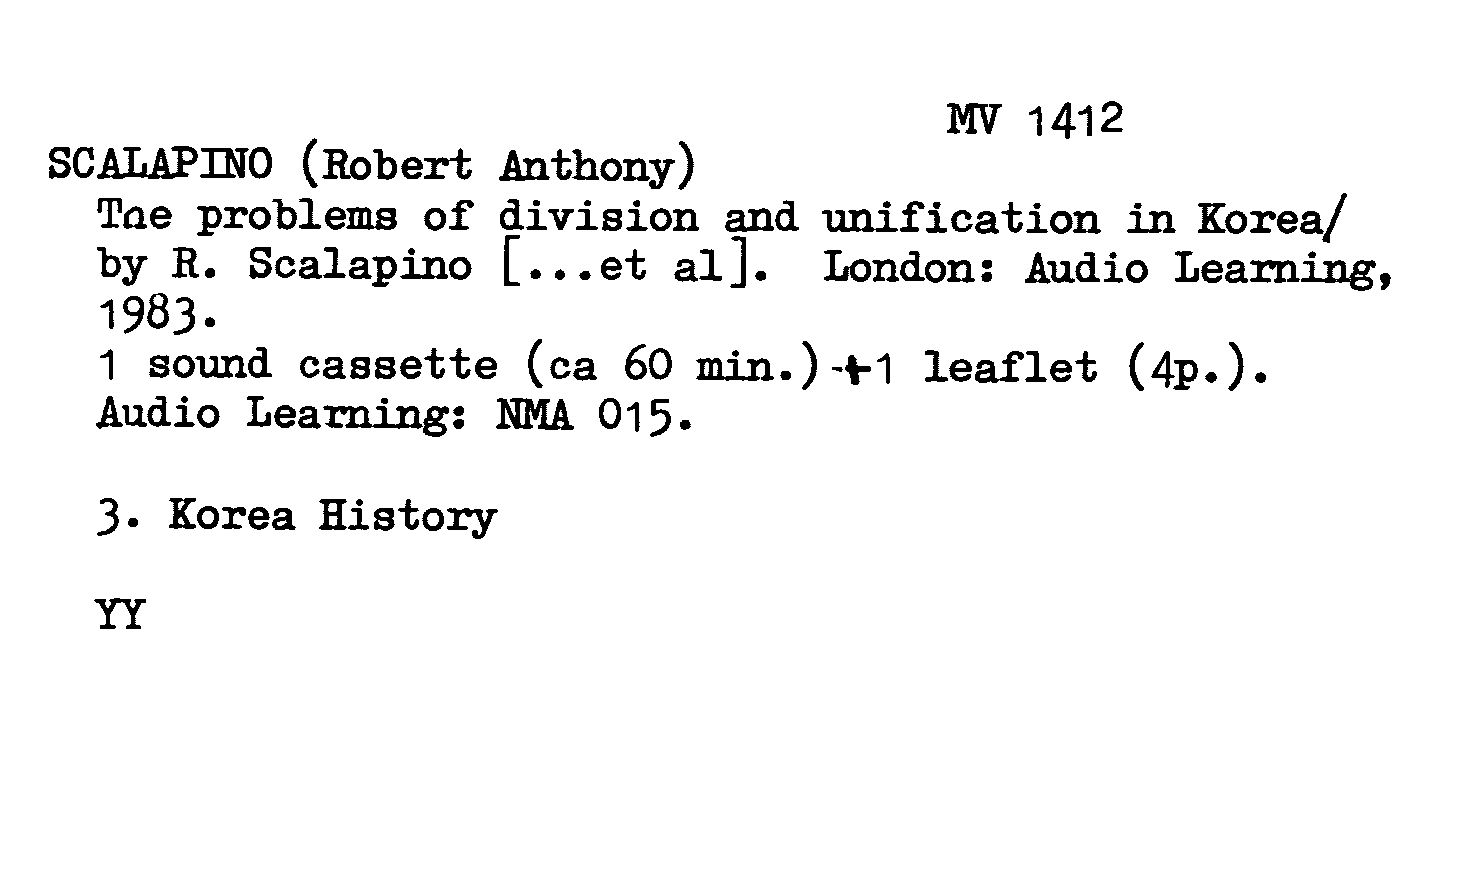 MV 1412
SCALAPINO (Robert Anthony)
The problems of division and unification in Korea/
by R. Scalapino [...et al]. London: Audio Learning,
1983.
1 sound cassette (ca 60 min.)+1 leaflet (4p.).
Audio Learning: NMA 015.
3. Korea History
YY